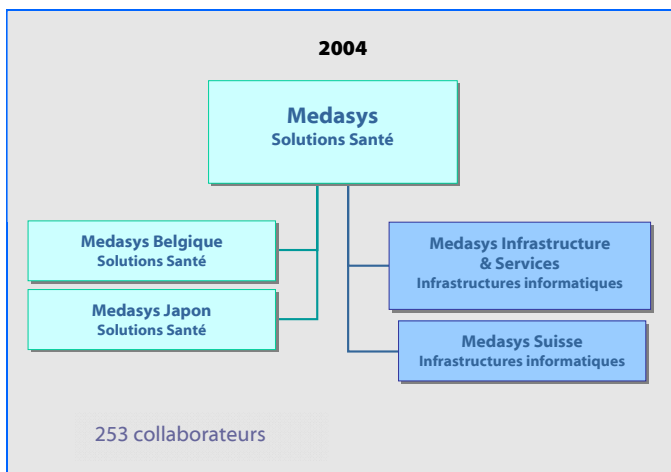 2004
Medasys
Solutions Santé
Medasys Belgique
Solutions Santé
Medasys Japon
Solutions Santé
Medasys Infrastructure
& Services
Infrastructures informatiques
Medasys Suisse
Infrastructures informatiques
253 collaborateurs